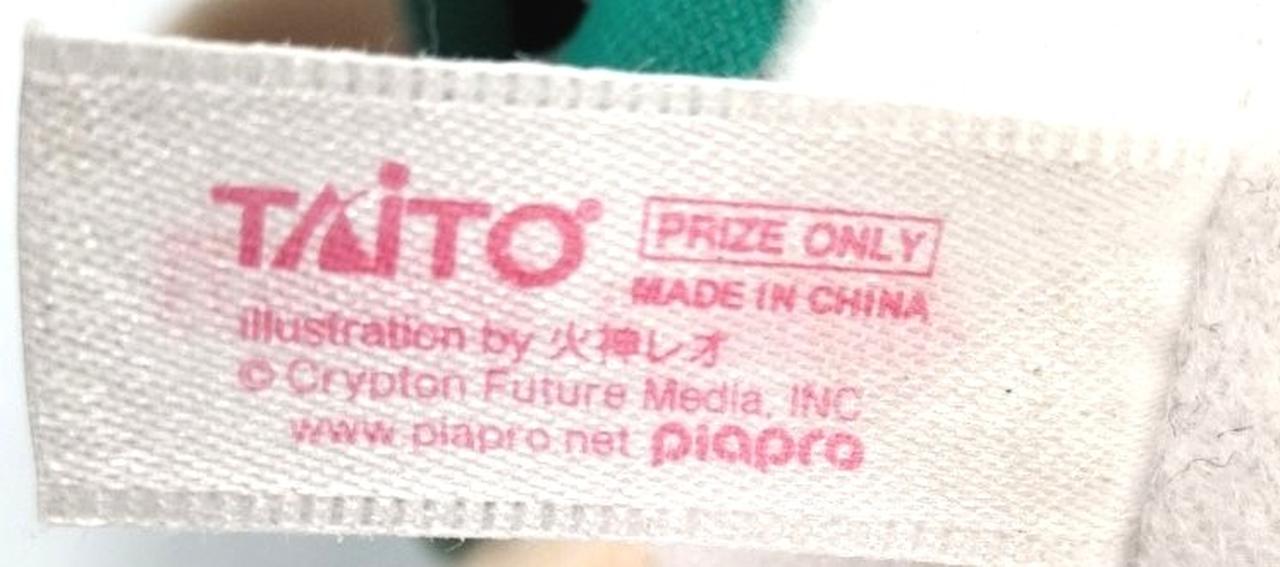 TAiTO® PRIZE ONLY
MADE IN CHINA
illustration by 火神レオ
© Crypton Future Media, INC
www.piapro.net piapro